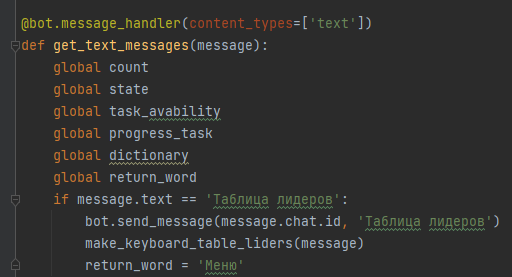 @bot.message_handler(content_types=['text'])
def get_text_messages(message):
    global count
    global state
    global task_avability
    global progress_task
    global dictionary
    global return_word
    if message.text == 'Таблица лидеров':
        bot.send_message(message.chat.id, 'Таблица лидеров')
        make_keyboard_table_liders(message)
        return_word = 'Меню'